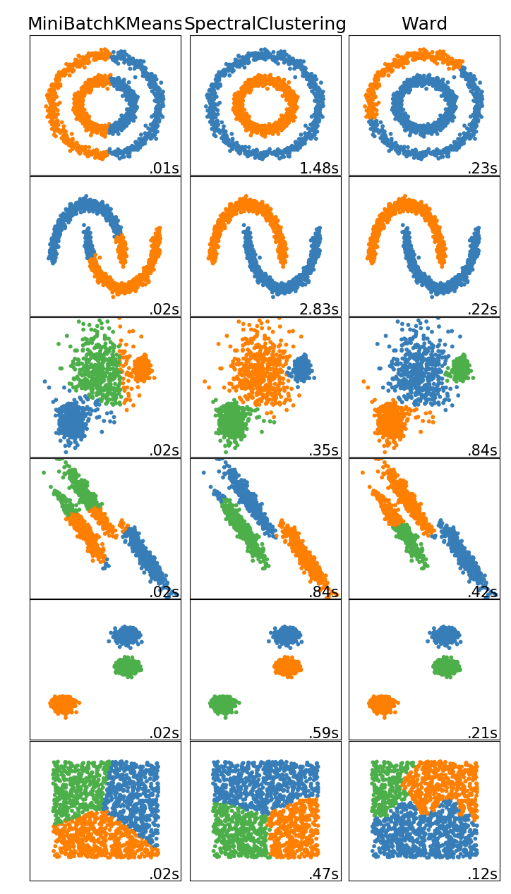 MiniBatchKMeans SpectralClustering Ward
.01s 1.48s .23s
.02s 2.83s .22s
.02s .35s .84s
.02s .84s .42s
.02s .59s .21s
.02s .47s .12s